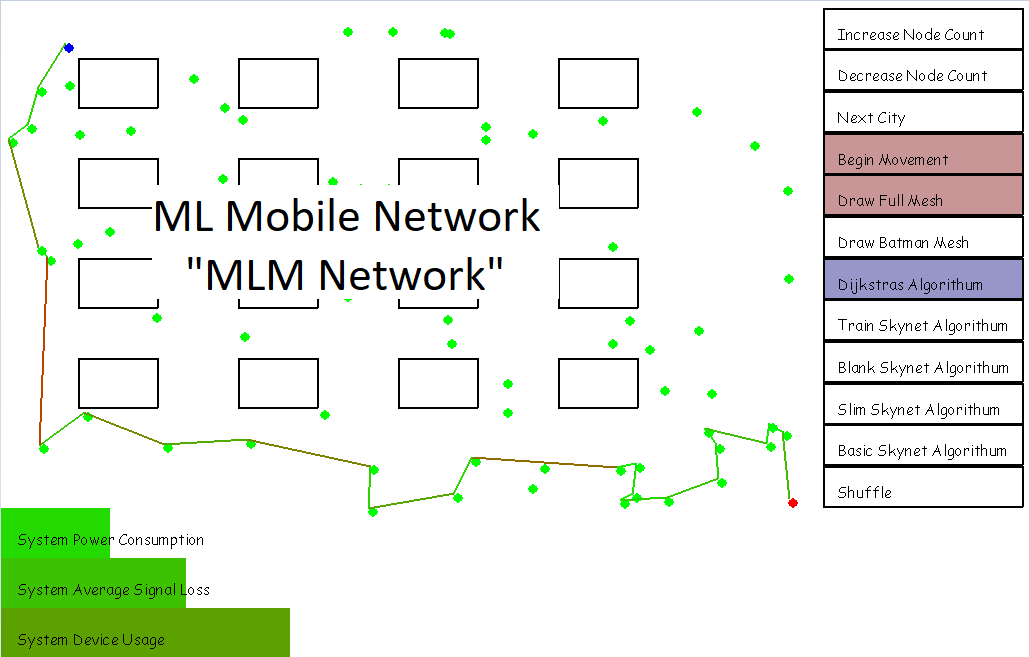 ML Mobile Network
"MLM Network"
Increase Node Count
Decrease Node Count
Next City
Begin Movement
Draw Full Mesh
Draw Batman Mesh
Dijkstras Algorithum
Train Skynet Algorithum
Blank Skynet Algorithum
Slim Skynet Algorithum
Basic Skynet Algorithum
Shuffle
System Power Consumption
System Average Signal Loss
System Device Usage